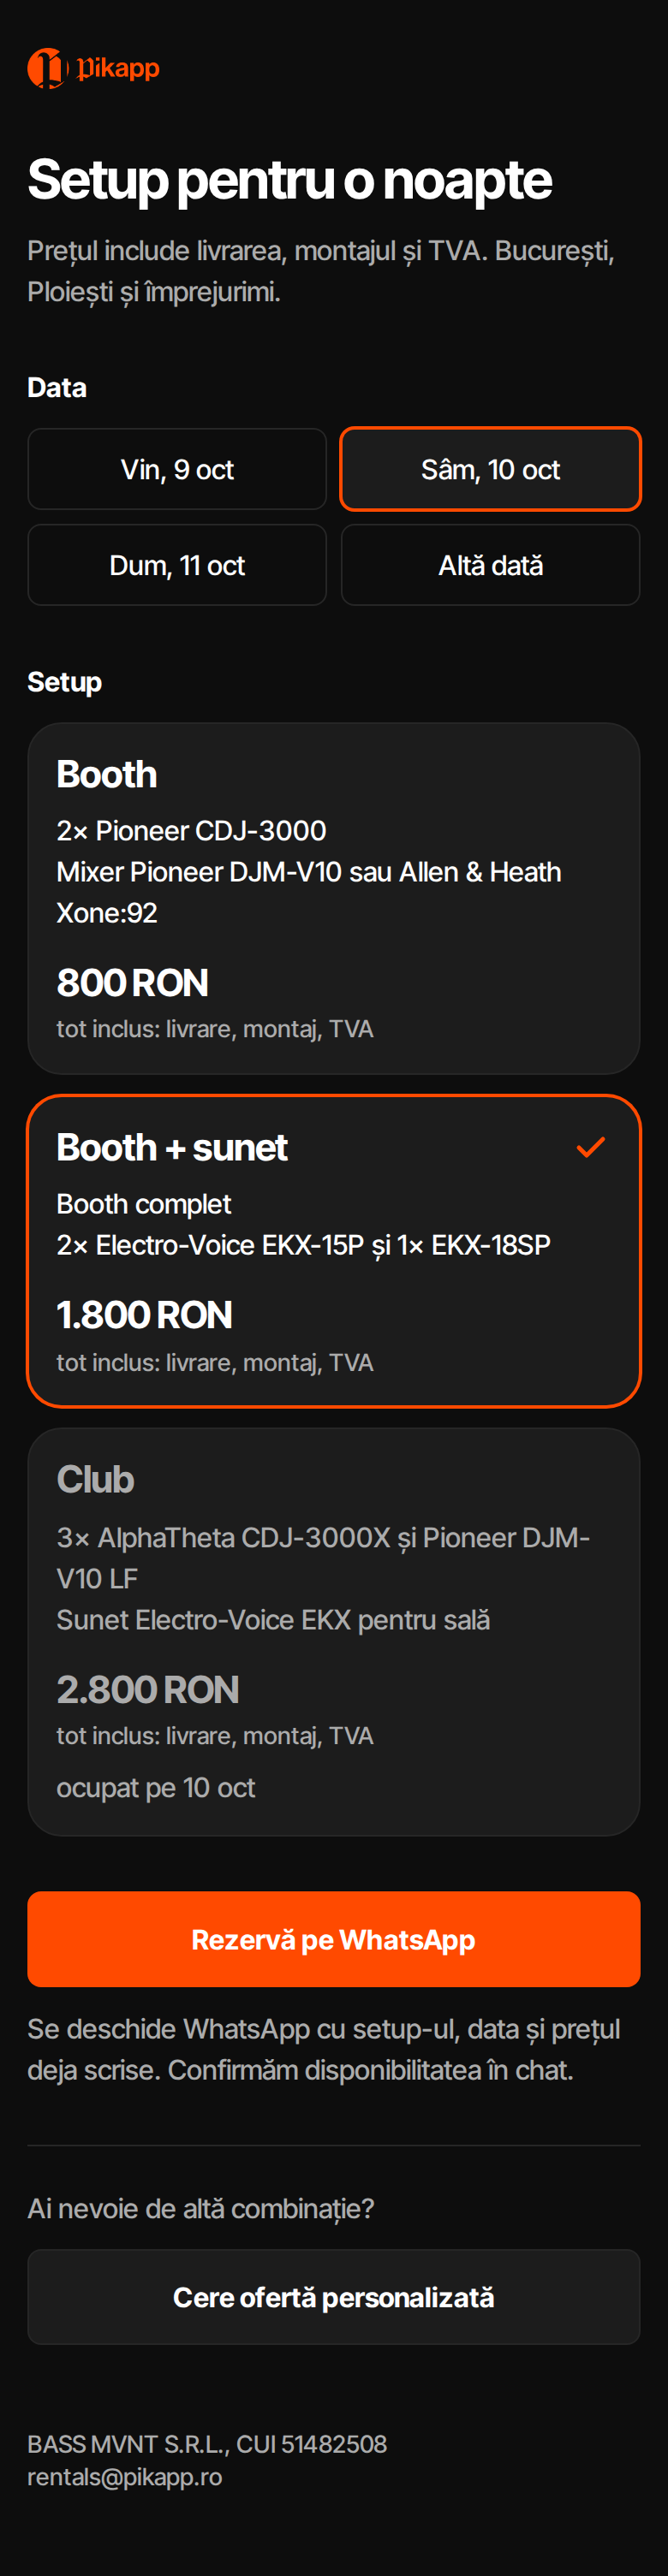 pikapp
Setup pentru o noapte
Prețul include livrarea, montajul și TVA. București,
Ploiești și împrejurimi.
Data
Vin, 9 oct
Sâm, 10 oct
Dum, 11 oct
Altă dată
Setup
Booth
2× Pioneer CDJ-3000
Mixer Pioneer DJM-V10 sau Allen & Heath
Xone:92
800 RON
tot inclus: livrare, montaj, TVA
Booth + sunet
Booth complet
2× Electro-Voice EKX-15P și 1× EKX-18SP
1.800 RON
tot inclus: livrare, montaj, TVA
Club
3× AlphaTheta CDJ-3000X și Pioneer DJM-
V10 LF
Sunet Electro-Voice EKX pentru sală
2.800 RON
tot inclus: livrare, montaj, TVA
ocupat pe 10 oct
Rezervă pe WhatsApp
Se deschide WhatsApp cu setup-ul, data și prețul
deja scrise. Confirmăm disponibilitatea în chat.
Ai nevoie de altă combinație?
Cere ofertă personalizată
BASS MVNT S.R.L., CUI 51482508
rentals@pikapp.ro